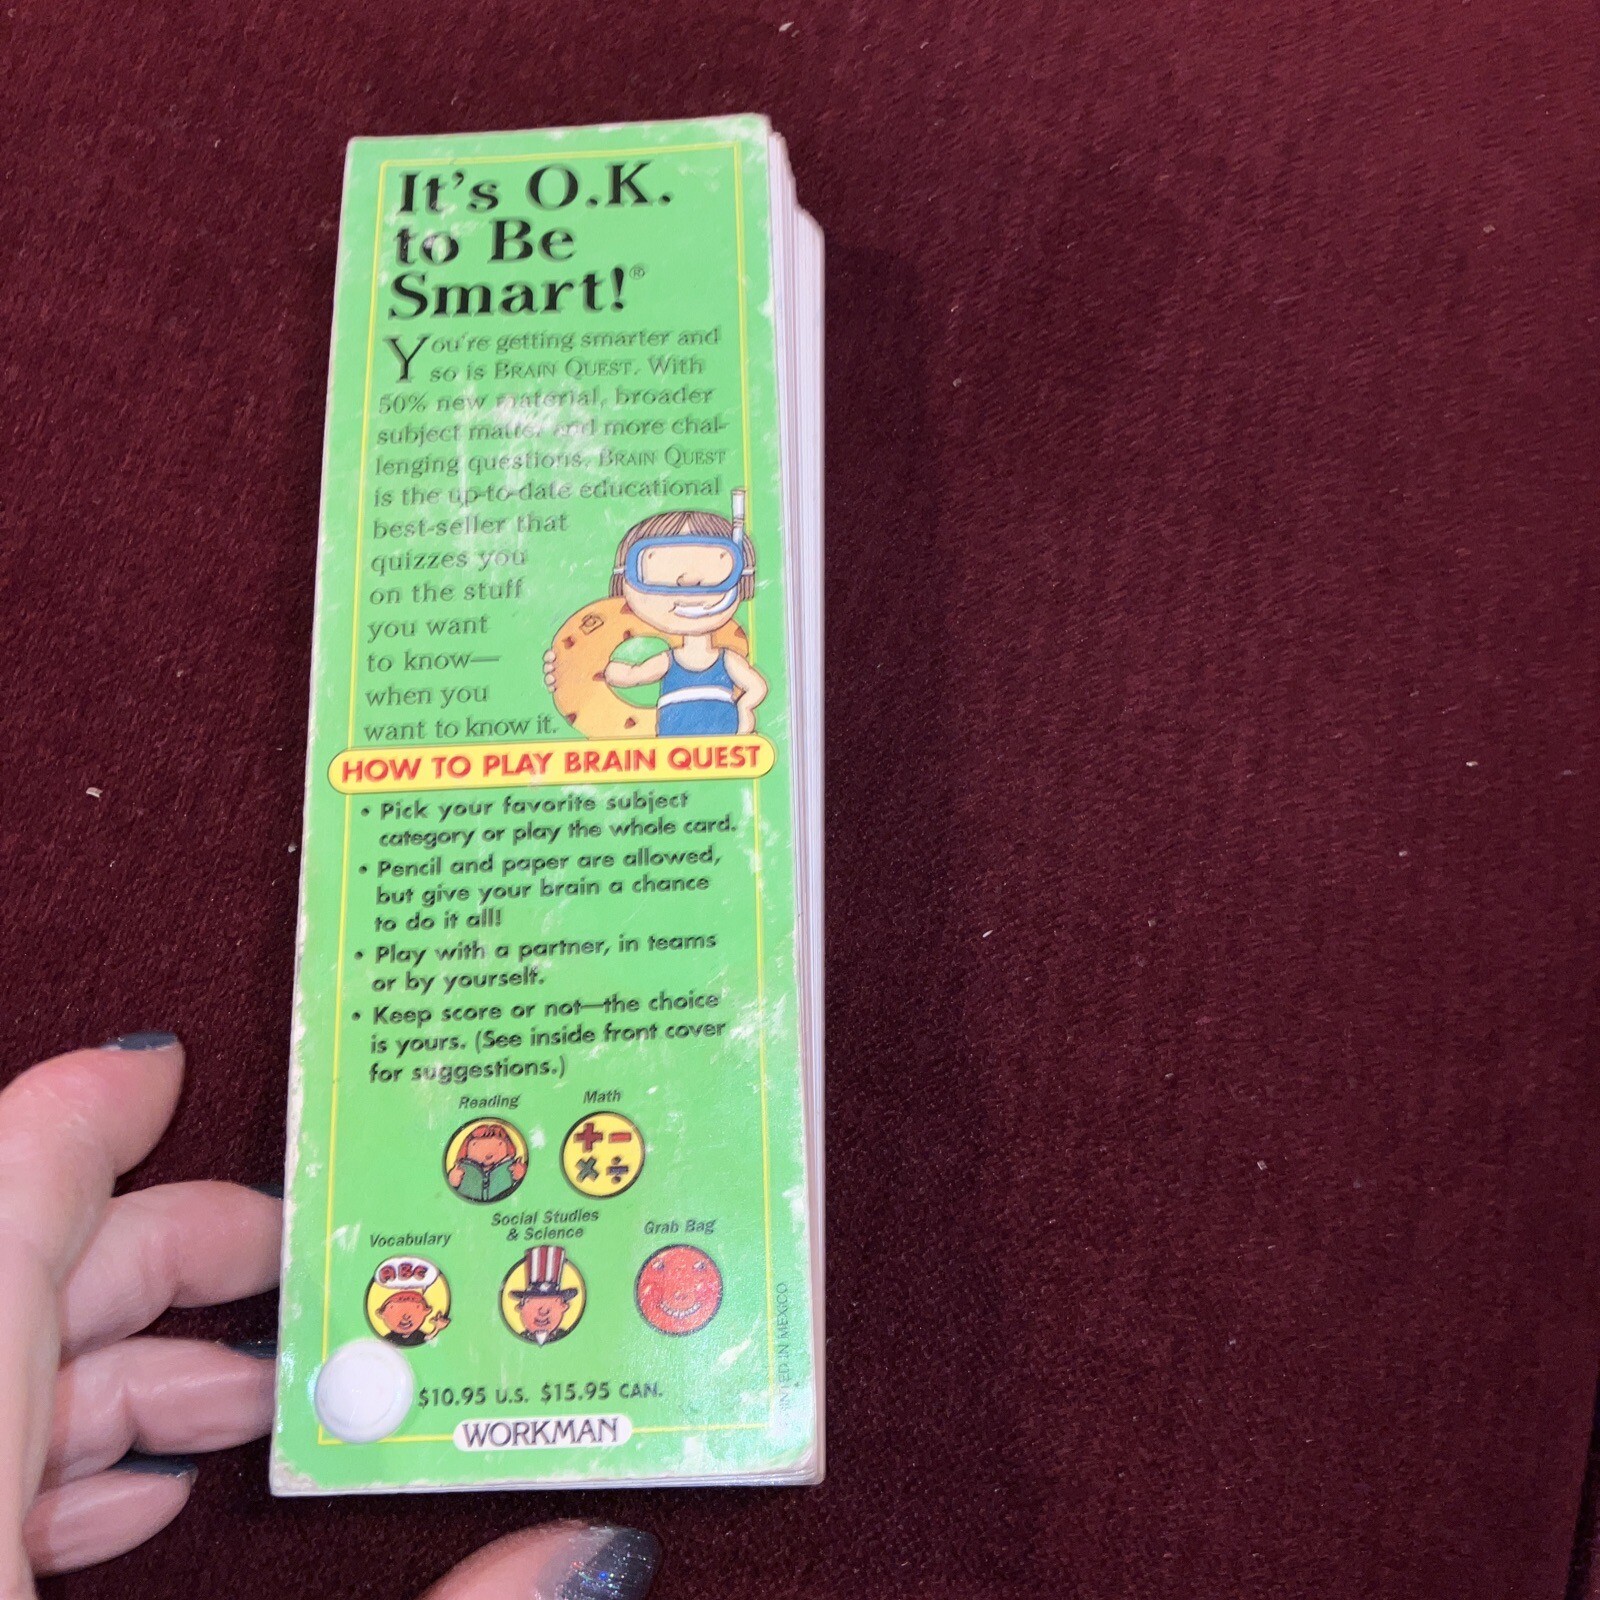 It's O.K.
to Be
Smart!®
You're getting smarter and
so is BRAIN QUEST. With
50% new material, broader
subject matter and more chal-
lenging questions, BRAIN QUEST
is the up-to-date educational
best-seller that
quizzes you
on the stuff
you want
to know—
when you
want to know it.
HOW TO PLAY BRAIN QUEST
• Pick your favorite subject
category or play the whole card.
• Pencil and paper are allowed,
but give your brain a chance
to do it all!
• Play with a partner, in teams
or by yourself.
• Keep score or not—the choice
is yours. (See inside front cover
for suggestions.)
Reading
Math
Vocabulary
Social Studies
& Science
Grab Bag
ABC
$10.95 U.S. $15.95 CAN.
WORKMAN
IN MEXICO